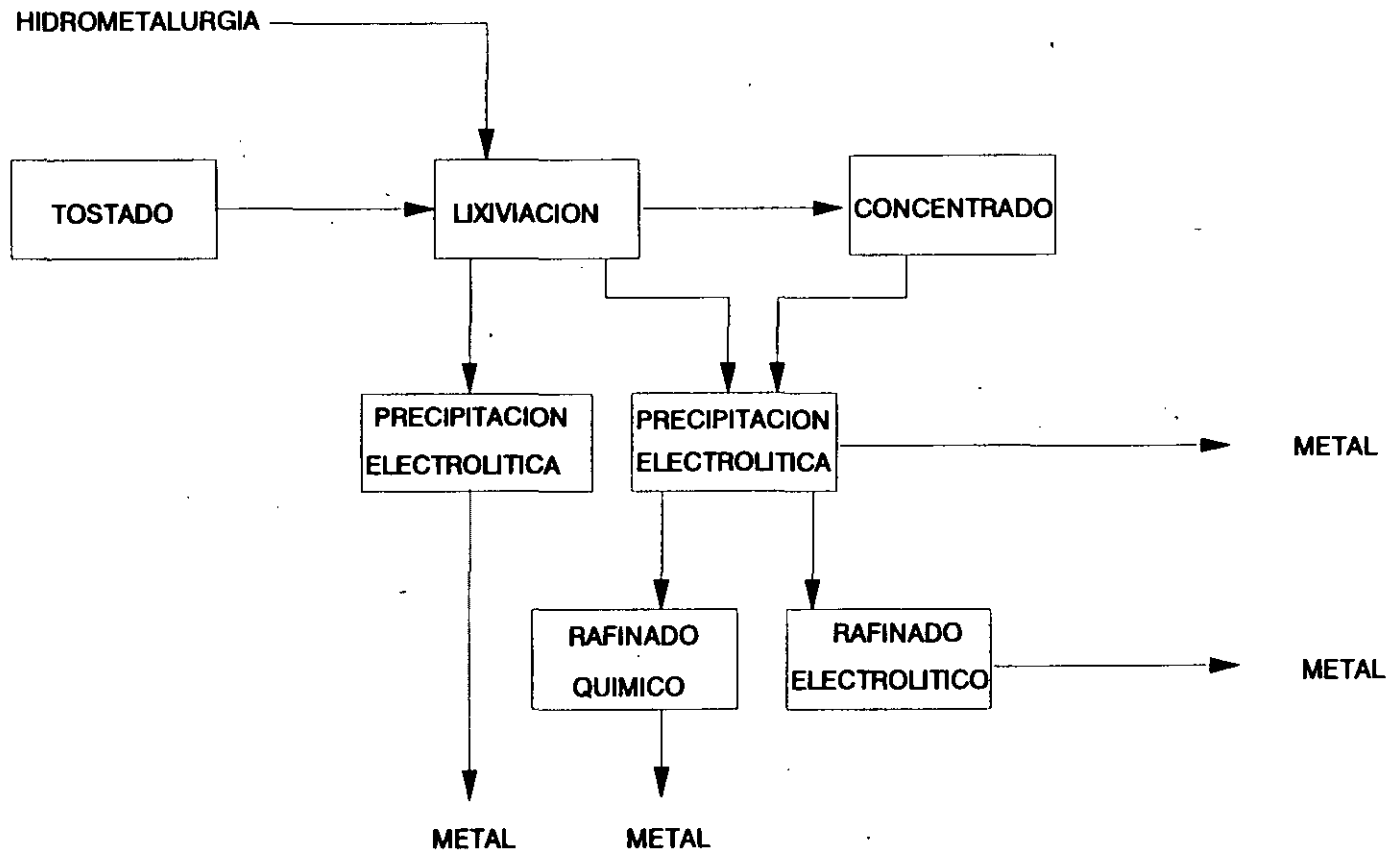 HIDROMETALURGIA
TOSTADO
LIXIVIACION
CONCENTRADO
PRECIPITACION
ELECTROLITICA
PRECIPITACION
ELECTROLITICA
METAL
RAFINADO
QUIMICO
RAFINADO
ELECTROLITICO
METAL
METAL
METAL